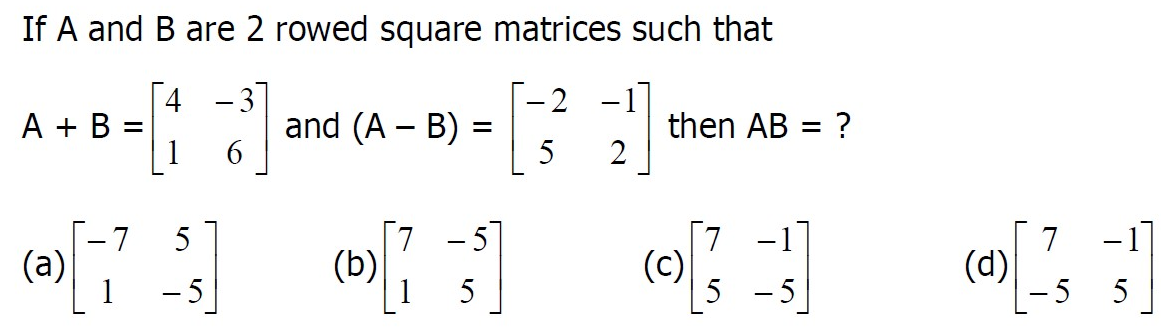 If A and B are 2 rowed square matrices such that
A + B = [4 −3; 1 6] and (A − B) = [−2 −1; 5 2] then AB = ?
(a) [−7 5; 1 −5] (b) [7 −5; 1 5] (c) [7 −1; 5 −5] (d) [7 −1; −5 5]